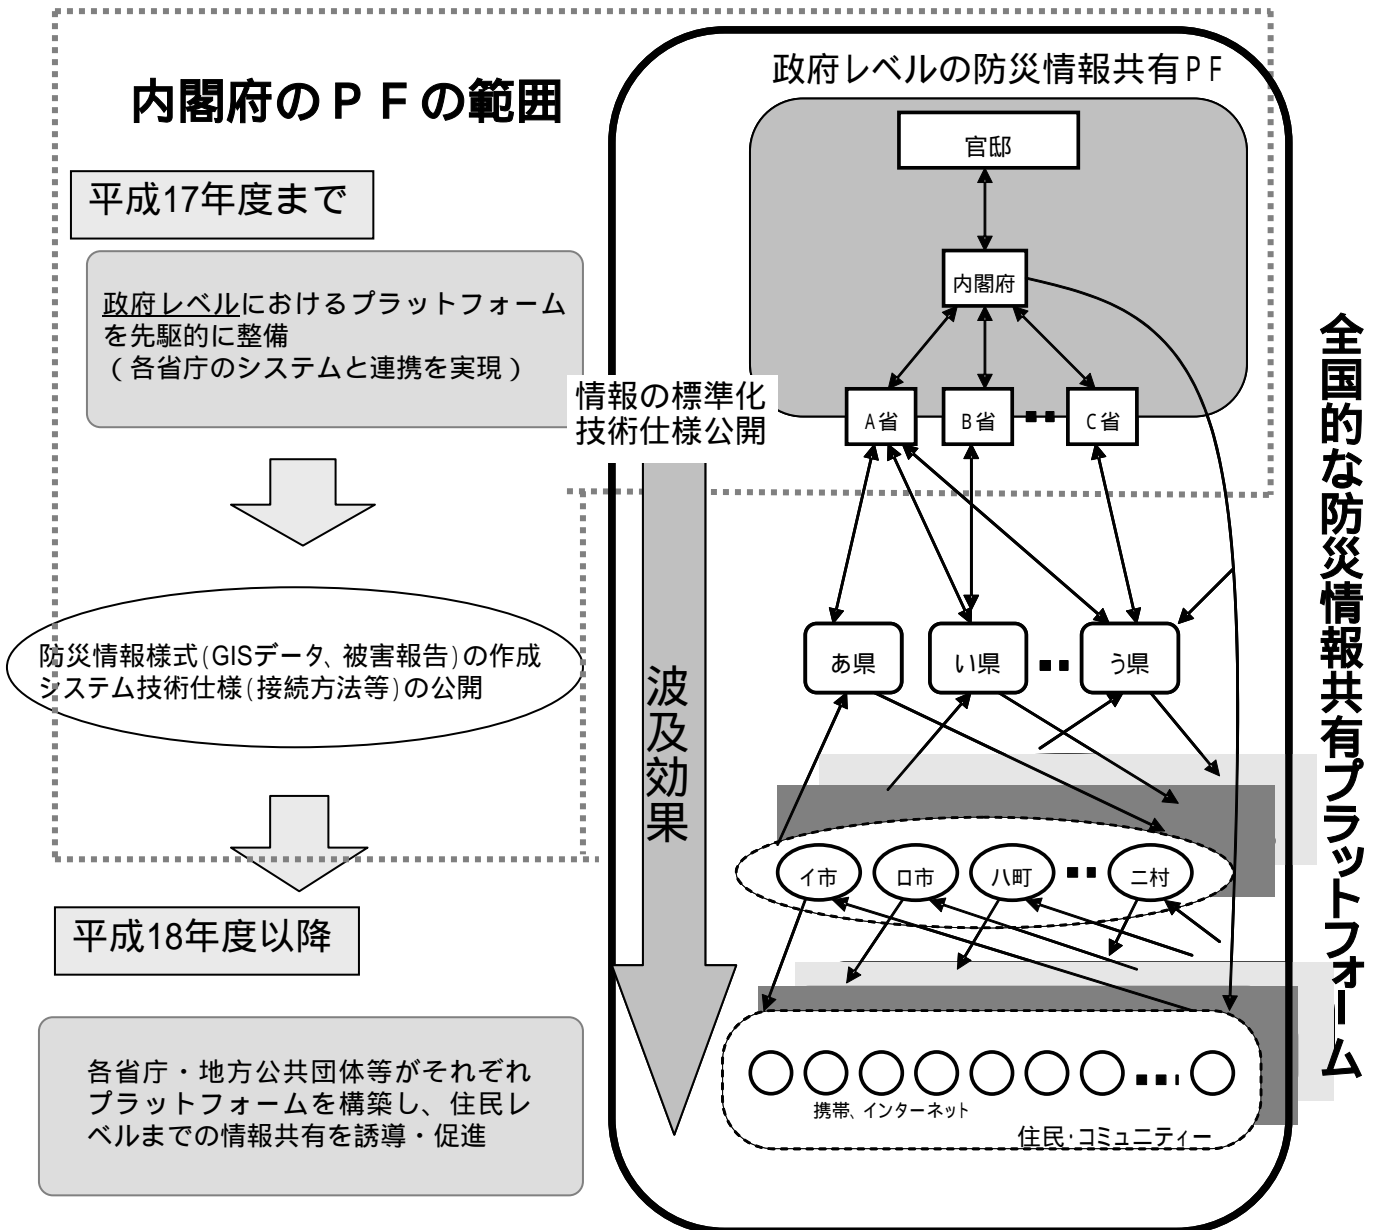 内閣府のＰＦの範囲
平成17年度まで
政府レベルにおけるプラットフォーム
を先駆的に整備
（各省庁のシステムと連携を実現）
防災情報様式(GISデータ、被害報告)の作成
システム技術仕様(接続方法等)の公開
平成18年度以降
各省庁・地方公共団体等がそれぞれ
プラットフォームを構築し、住民レ
ベルまでの情報共有を誘導・促進
情報の標準化
技術仕様公開
波及効果
政府レベルの防災情報共有ＰＦ
官邸
内閣府
A省
B省
C省
あ県
い県
う県
イ市
ロ市
ハ町
ニ村
携帯、インターネット
住民・コミュニティー
全国的な防災情報共有プラットフォーム